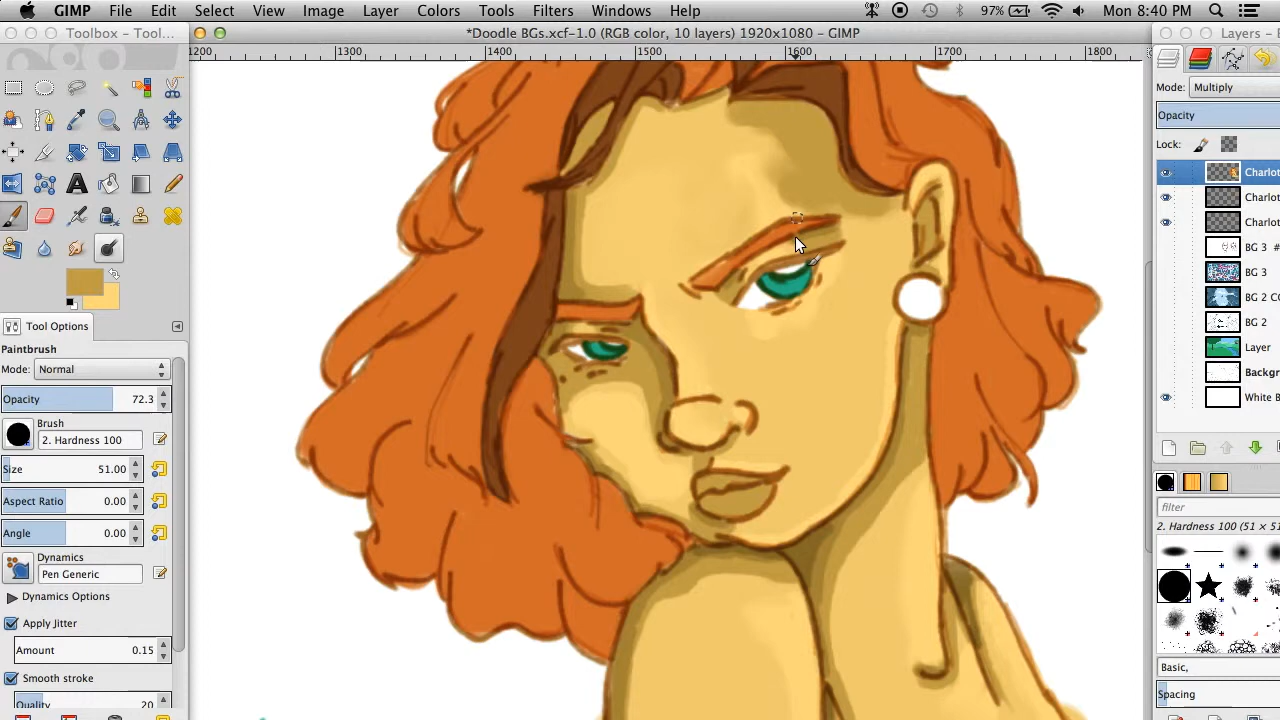 GIMP File Edit Select View Image Layer Colors Tools Filters Windows Help 97% Mon 8:40 PM
Toolbox - Tool...
*Doodle BGs.xcf-1.0 (RGB color, 10 layers) 1920x1080 - GIMP
Layers -
1200 1300 1400 1500 1600 1700 1800
Mode: Multiply
Opacity
Lock:
Charlot
Charlot
Charlot
BG 3 #
BG 3
BG 2 CO
BG 2
Layer
Backgr
White B
Tool Options
Paintbrush
Mode: Normal
Opacity 72.3
Brush
2. Hardness 100
Size 51.00
Aspect Ratio 0.00
Angle 0.00
Dynamics
Pen Generic
Dynamics Options
Apply Jitter
Amount 0.15
Smooth stroke
Quality 20
filter
2. Hardness 100 (51 × 51
Basic,
Spacing